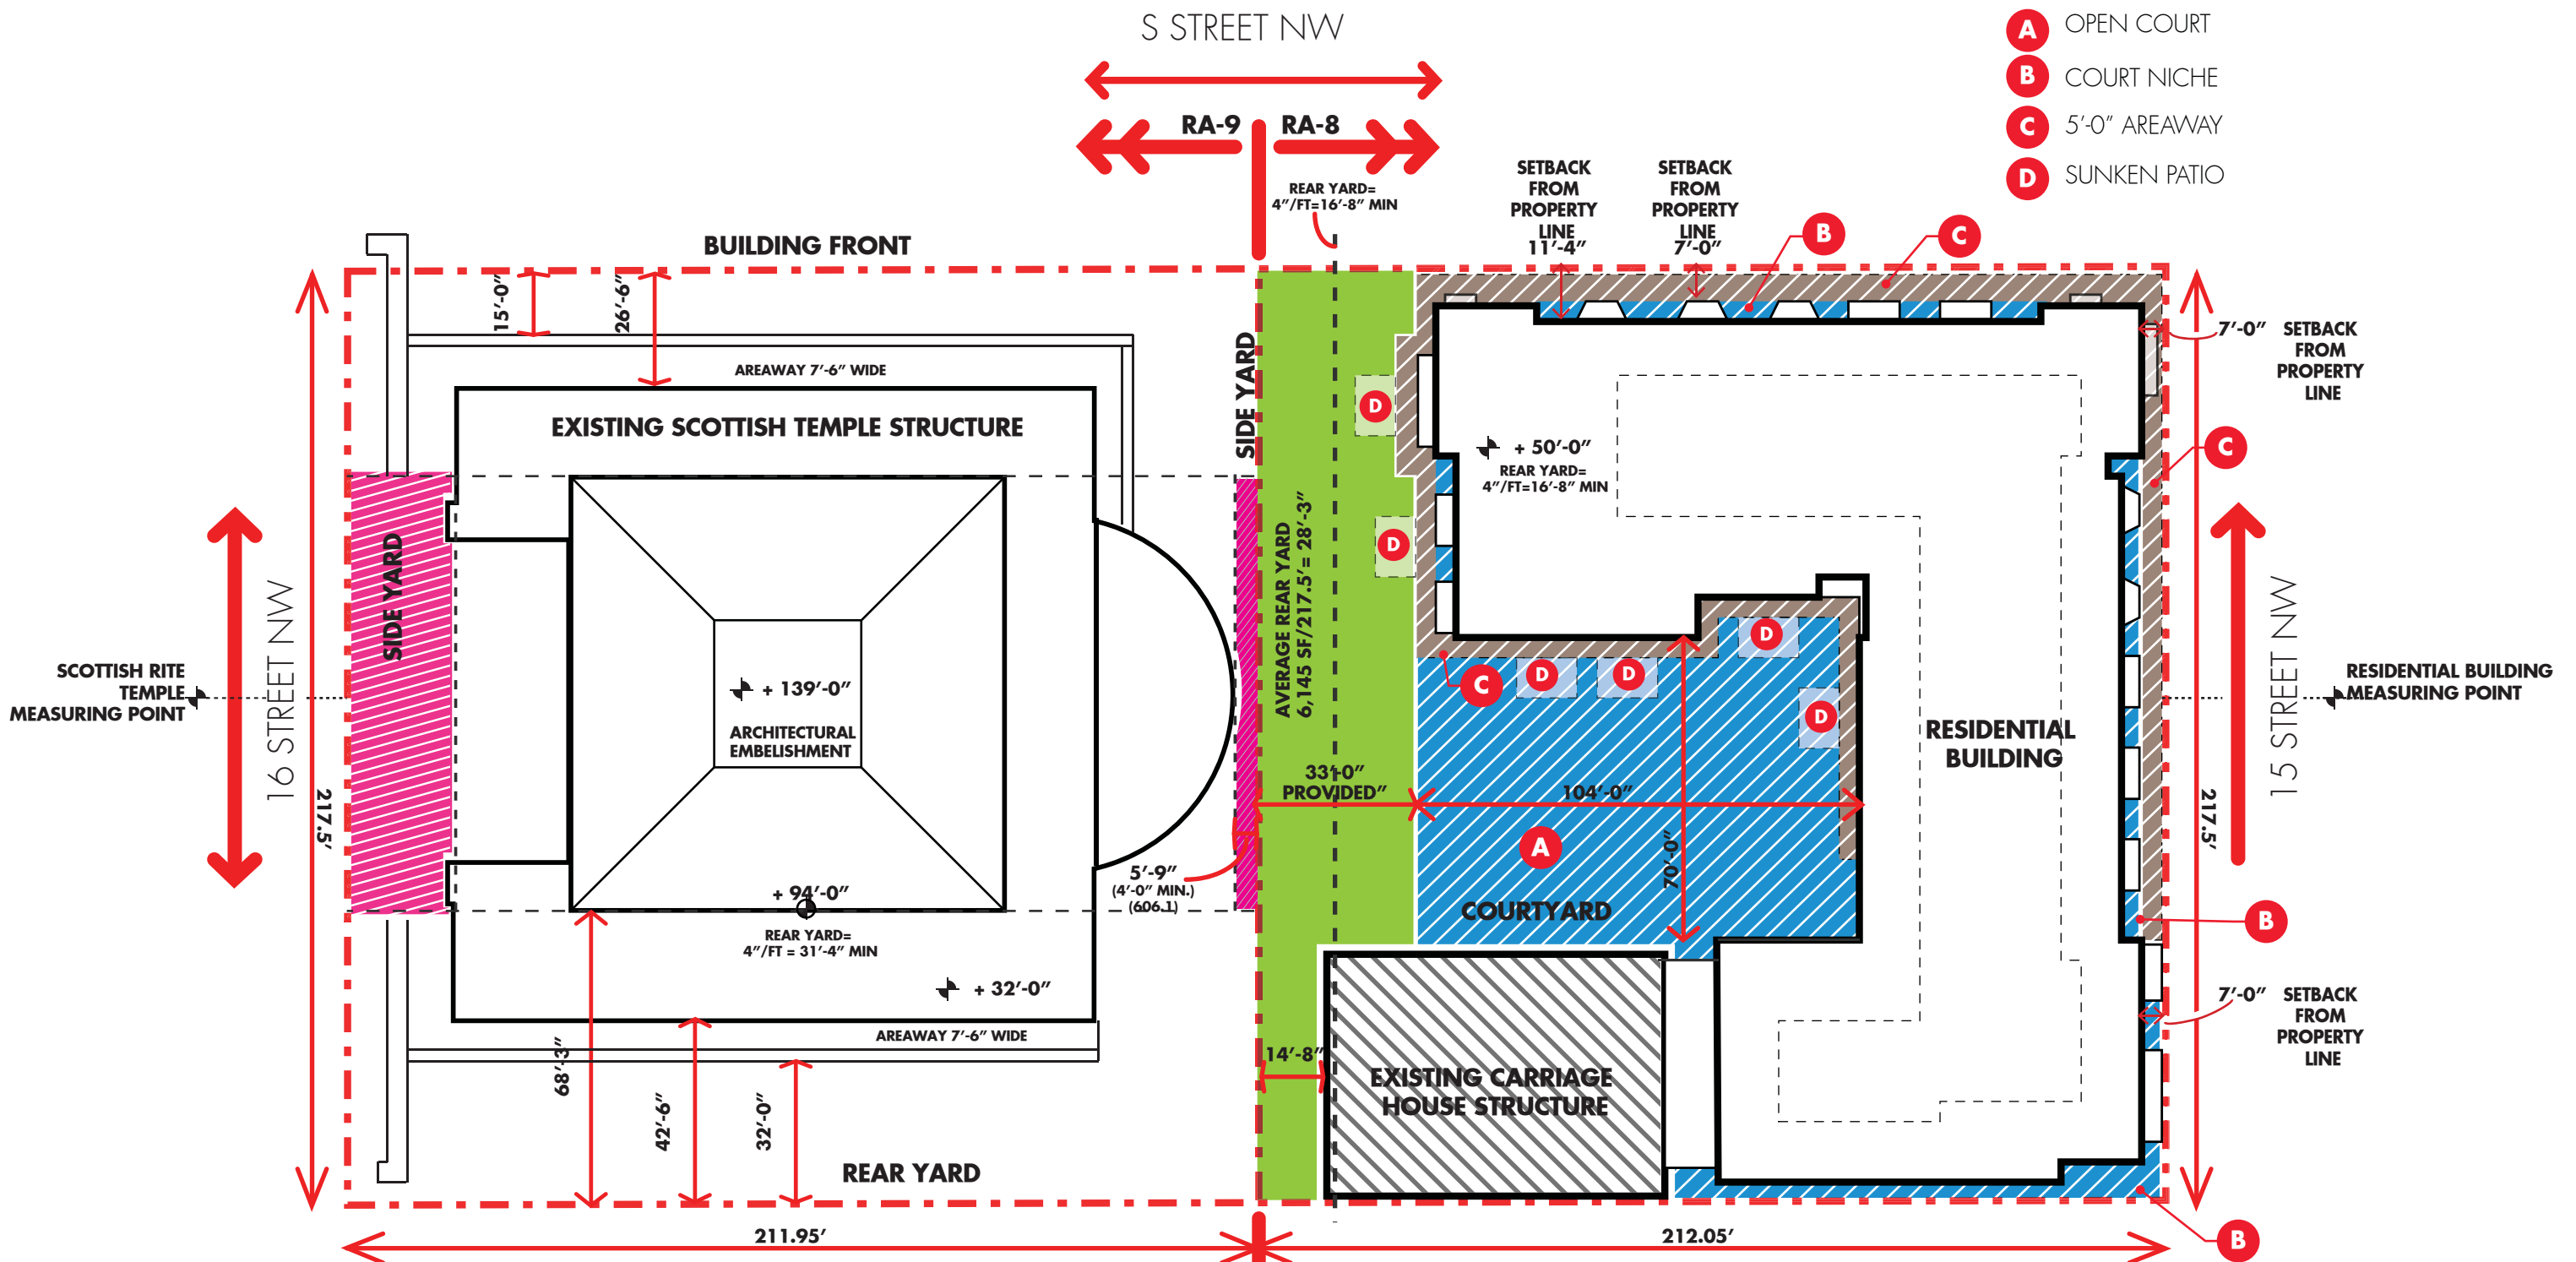 S STREET NW
A OPEN COURT
B COURT NICHE
C 5'-0" AREAWAY
D SUNKEN PATIO
RA-9
RA-8
REAR YARD=
4"/FT=16'-8" MIN
SETBACK
FROM
PROPERTY
LINE
11'-4"
SETBACK
FROM
PROPERTY
LINE
7'-0"
B
C
BUILDING FRONT
15'-0"
26'-6"
AREAWAY 7'-6" WIDE
EXISTING SCOTTISH TEMPLE STRUCTURE
SIDE YARD
SIDE YARD
16 STREET NW
217.5'
SCOTTISH RITE
TEMPLE
MEASURING POINT
+ 139'-0"
ARCHITECTURAL
EMBELISHMENT
+ 94'-0"
REAR YARD=
4"/FT = 31'-4" MIN
+ 32'-0"
AREAWAY 7'-6" WIDE
68'-3"
42'-6"
32'-0"
REAR YARD
211.95'
5'-9"
(4'-0" MIN.)
(606.1)
AVERAGE REAR YARD
6,145 SF/217.5'= 28'-3"
33'-0"
PROVIDED"
104'-0"
70'-0"
14'-8"
D
D
D
D
D
D
C
A
COURTYARD
+ 50'-0"
REAR YARD=
4"/FT=16'-8" MIN
RESIDENTIAL
BUILDING
EXISTING CARRIAGE
HOUSE STRUCTURE
7'-0"
SETBACK
FROM
PROPERTY
LINE
C
217.5'
15 STREET NW
RESIDENTIAL BUILDING
MEASURING POINT
B
7'-0"
SETBACK
FROM
PROPERTY
LINE
B
212.05'